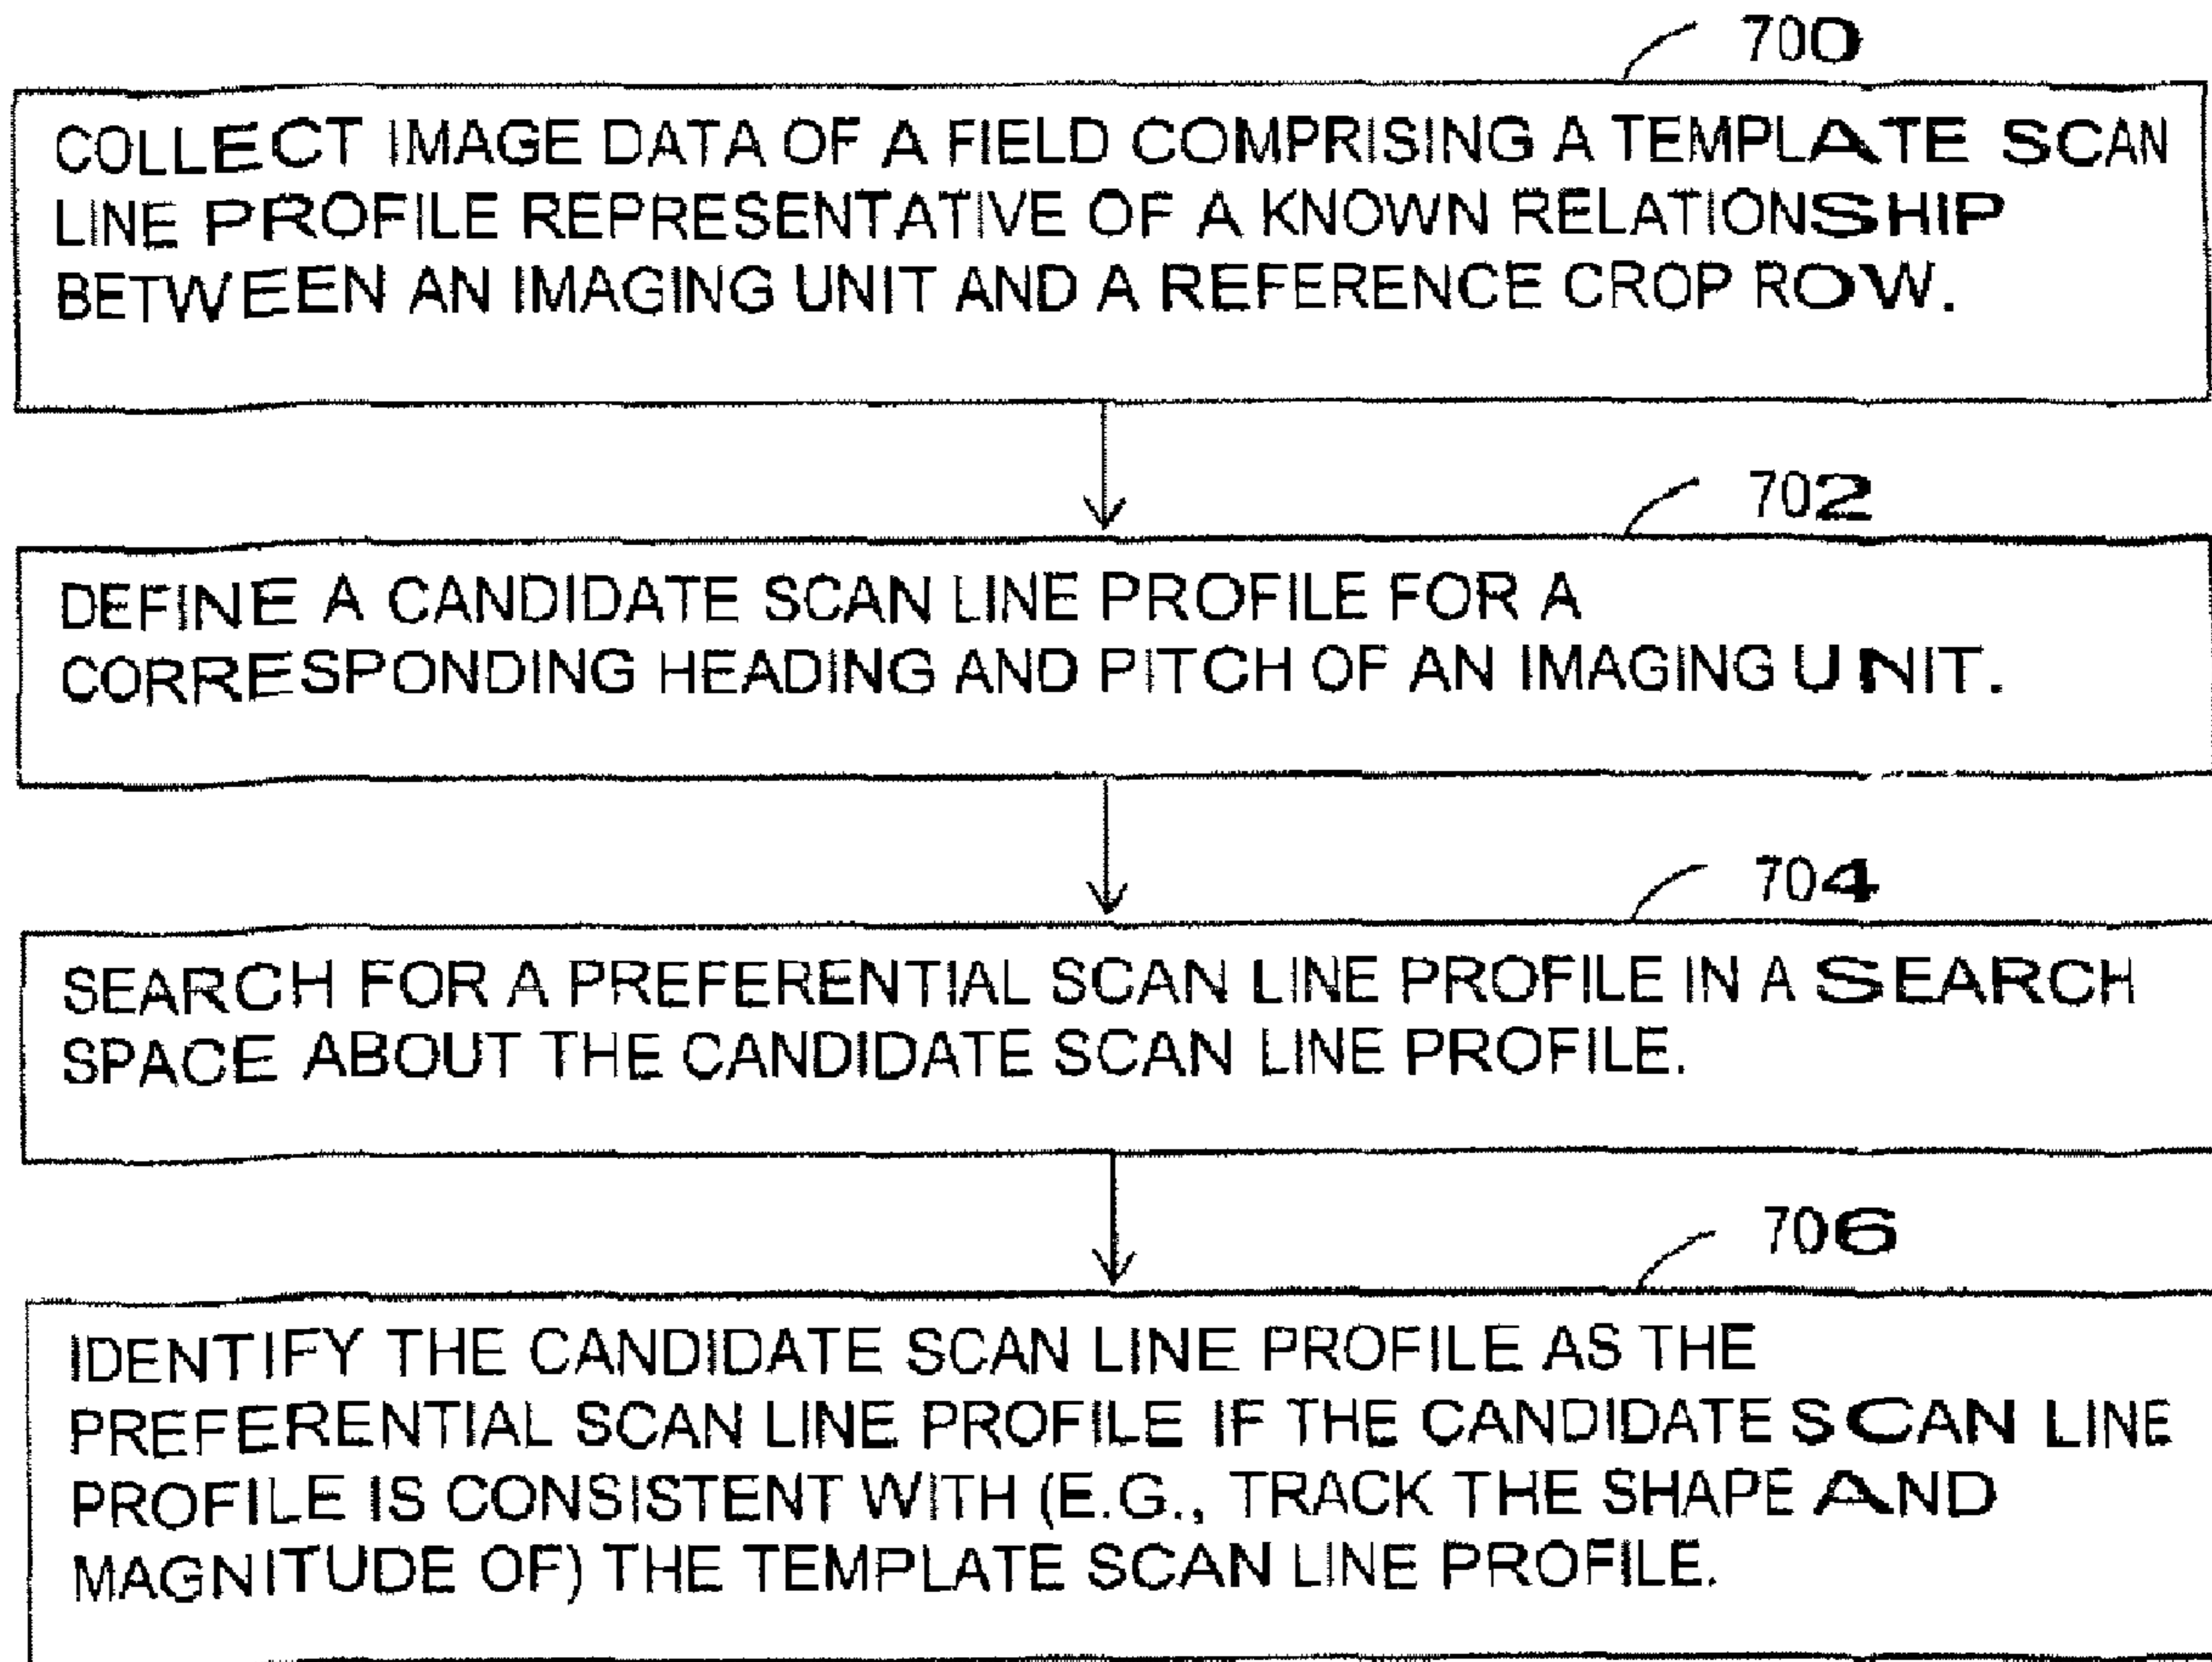 700
COLLECT IMAGE DATA OF A FIELD COMPRISING A TEMPLATE SCAN
LINE PROFILE REPRESENTATIVE OF A KNOWN RELATIONSHIP
BETWEEN AN IMAGING UNIT AND A REFERENCE CROP ROW.
702
DEFINE A CANDIDATE SCAN LINE PROFILE FOR A
CORRESPONDING HEADING AND PITCH OF AN IMAGING UNIT.
704
SEARCH FOR A PREFERENTIAL SCAN LINE PROFILE IN A SEARCH
SPACE ABOUT THE CANDIDATE SCAN LINE PROFILE.
706
IDENTIFY THE CANDIDATE SCAN LINE PROFILE AS THE
PREFERENTIAL SCAN LINE PROFILE IF THE CANDIDATE SCAN LINE
PROFILE IS CONSISTENT WITH (E.G., TRACK THE SHAPE AND
MAGNITUDE OF) THE TEMPLATE SCAN LINE PROFILE.